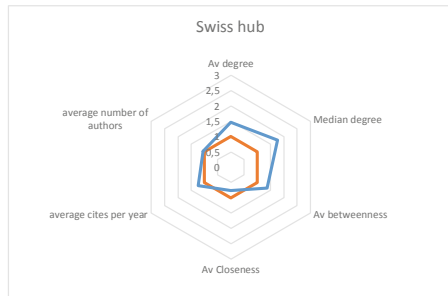 Swiss hub
Av degree
3
2,5
2
1,5
1
0,5
0
Median degree
Av betweenness
Av Closeness
average cites per year
average number of
authors